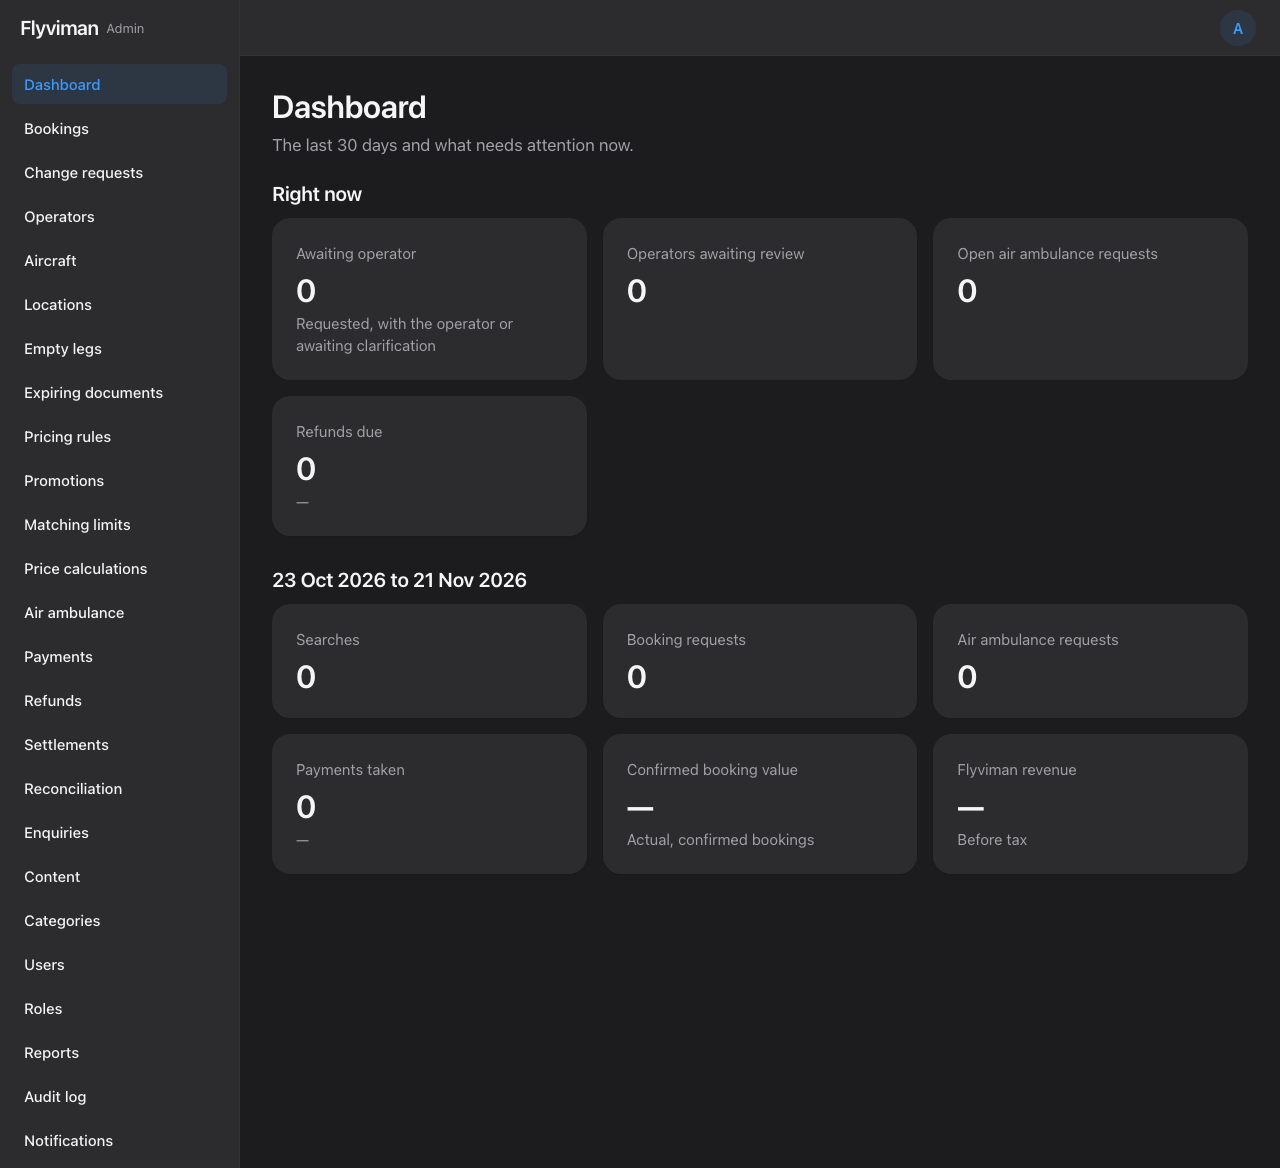 Flyviman Admin
A
Dashboard
Bookings
Change requests
Operators
Aircraft
Locations
Empty legs
Expiring documents
Pricing rules
Promotions
Matching limits
Price calculations
Air ambulance
Payments
Refunds
Settlements
Reconciliation
Enquiries
Content
Categories
Users
Roles
Reports
Audit log
Notifications
Dashboard
The last 30 days and what needs attention now.
Right now
Awaiting operator
0
Requested, with the operator or
awaiting clarification
Operators awaiting review
0
Open air ambulance requests
0
Refunds due
0
—
23 Oct 2026 to 21 Nov 2026
Searches
0
Booking requests
0
Air ambulance requests
0
Payments taken
0
—
Confirmed booking value
—
Actual, confirmed bookings
Flyviman revenue
—
Before tax